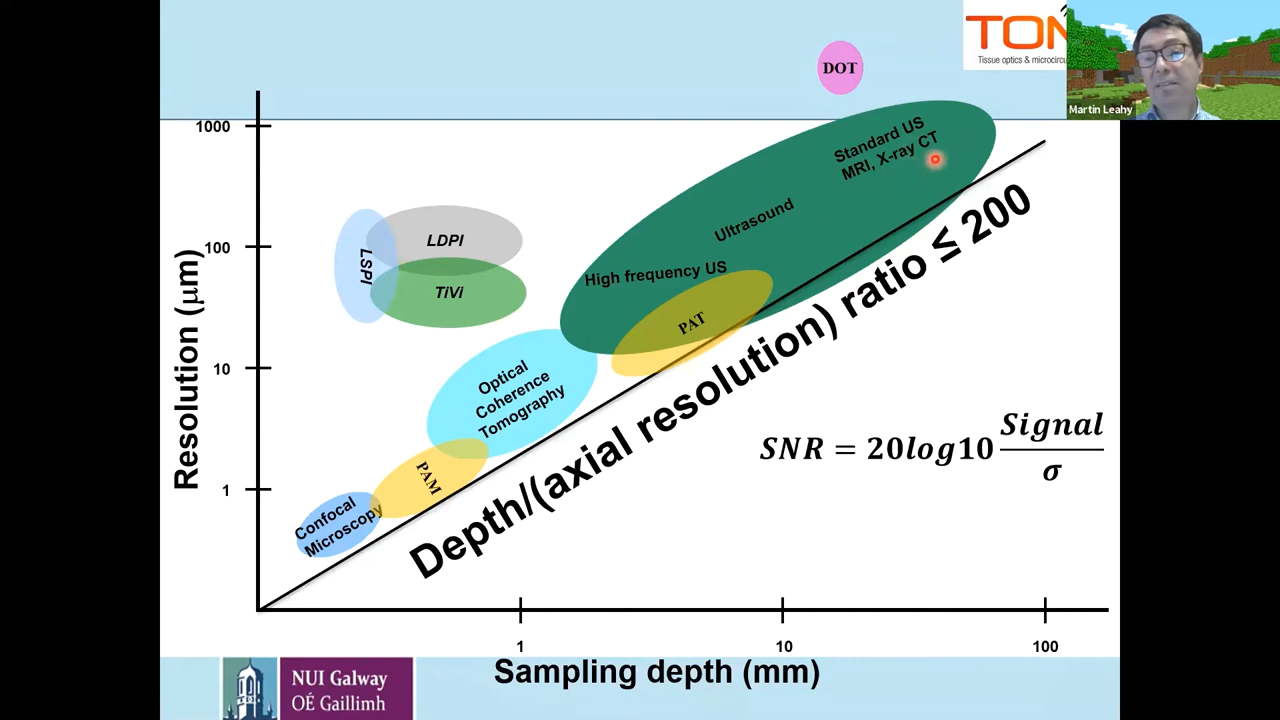 TON
Tissue optics & microcircu
Martin Leahy
DOT
1000
100
10
1
Resolution (μm)
Standard US
MRI, X-ray CT
Ultrasound
High frequency US
PAT
LDPI
LSPI
TiVi
Optical
Coherence
Tomography
PAM
Confocal
Microscopy
Depth/(axial resolution) ratio ≤ 200
SNR = 20log10 Signal/σ
1
10
100
Sampling depth (mm)
NUI Galway
OÉ Gaillimh